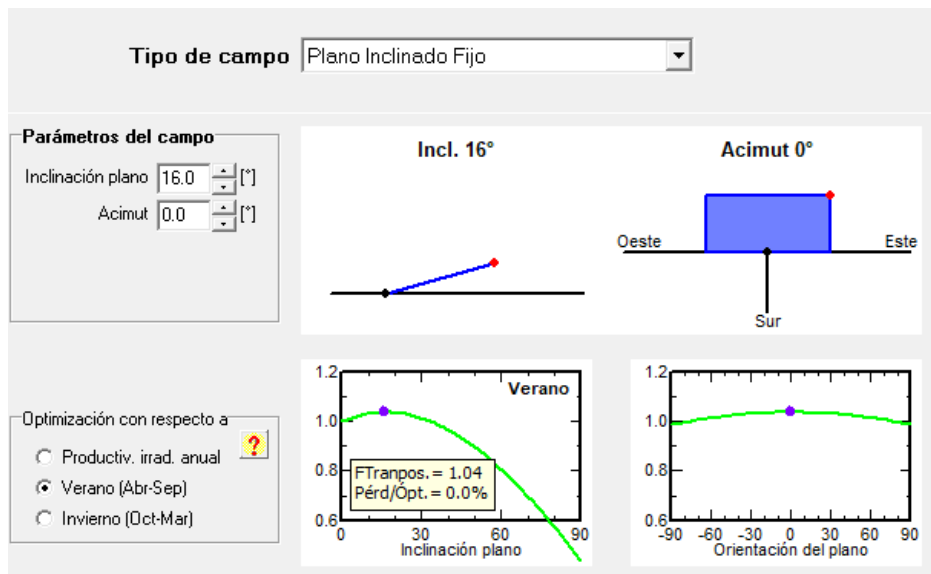 Tipo de campo Plano Inclinado Fijo
Parámetros del campo
Inclinación plano 16.0 [°]
Acimut 0.0 [°]
Incl. 16°
Acimut 0°
Oeste Este
Sur
Optimización con respecto a
?
Productiv. irrad. anual
Verano (Abr-Sep)
Invierno (Oct-Mar)
Verano
1.2
1.0
0.8
0.6
FTranpos.= 1.04
Pérd/Ópt.= 0.0%
0 30 60 90
Inclinación plano
1.2
1.0
0.8
0.6
-90 -60 -30 0 30 60 90
Orientación del plano